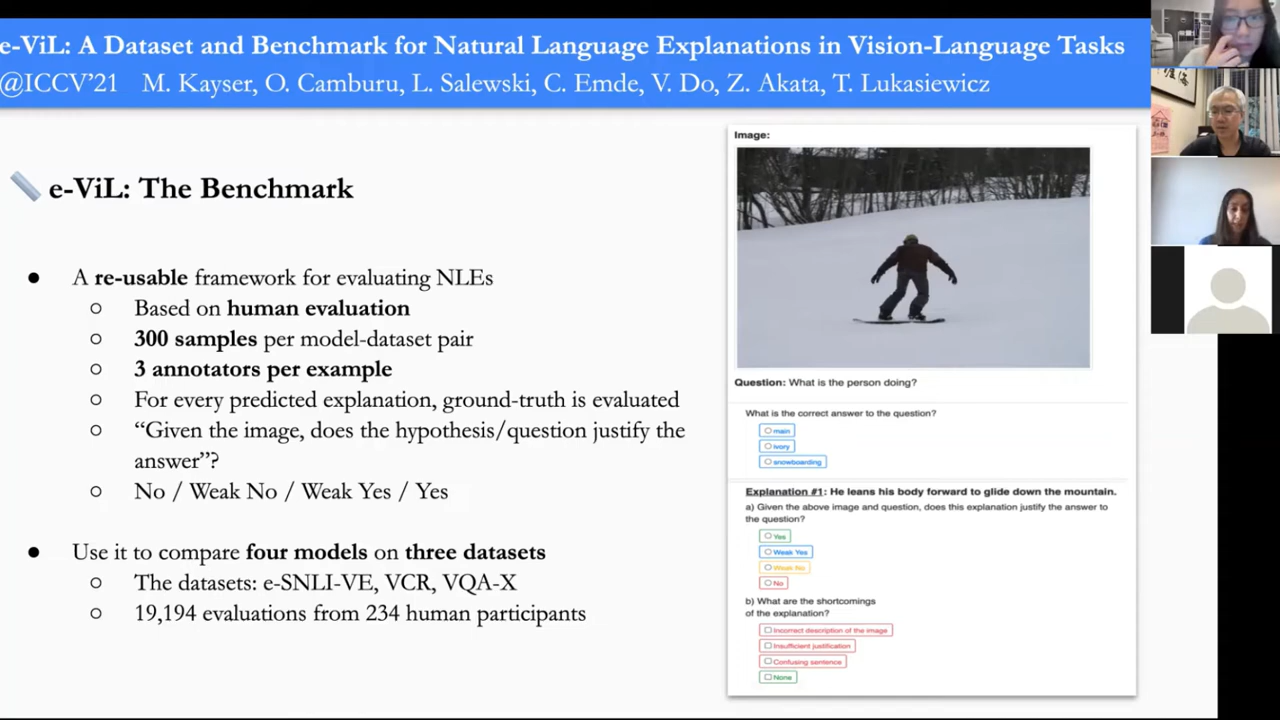 e-ViL: A Dataset and Benchmark for Natural Language Explanations in Vision-Language Tasks
@ICCV'21 M. Kayser, O. Camburu, L. Salewski, C. Emde, V. Do, Z. Akata, T. Lukasiewicz
e-ViL: The Benchmark
● A re-usable framework for evaluating NLEs
○ Based on human evaluation
○ 300 samples per model-dataset pair
○ 3 annotators per example
○ For every predicted explanation, ground-truth is evaluated
○ “Given the image, does the hypothesis/question justify the
answer”?
○ No / Weak No / Weak Yes / Yes
● Use it to compare four models on three datasets
○ The datasets: e-SNLI-VE, VCR, VQA-X
○ 19,194 evaluations from 234 human participants
Image:
Question: What is the person doing?
What is the correct answer to the question?
main
ivory
snowboarding
Explanation #1: He leans his body forward to glide down the mountain.
a) Given the above image and question, does this explanation justify the answer to
the question?
Yes
Weak Yes
Weak No
No
b) What are the shortcomings
of the explanation?
Incorrect description of the image
Insufficient justification
Confusing sentence
None